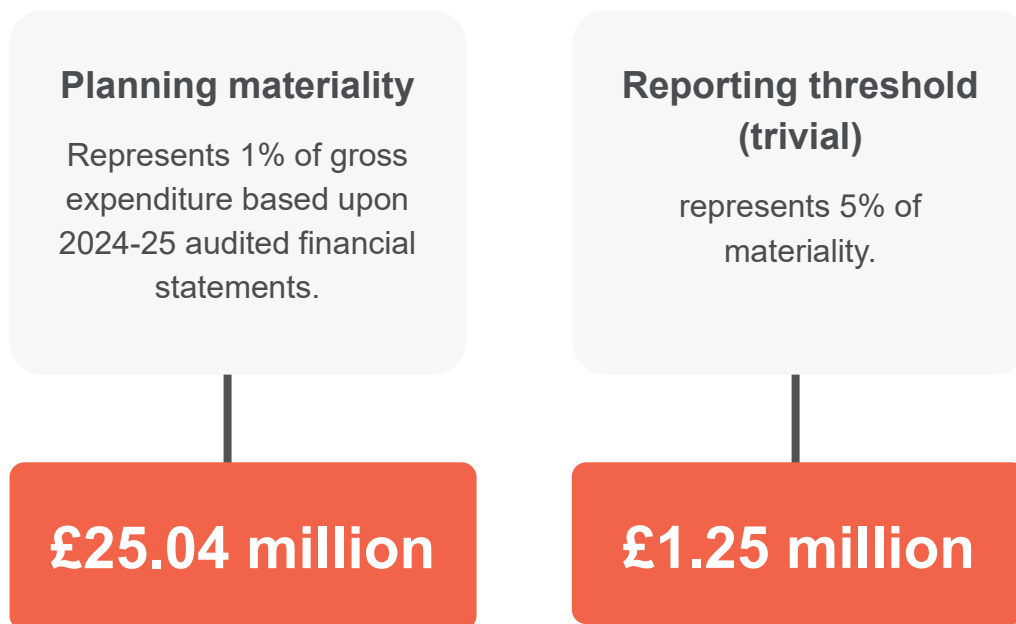 Planning materiality
Represents 1% of gross
expenditure based upon
2024-25 audited financial
statements.
£25.04 million
Reporting threshold
(trivial)
represents 5% of
materiality.
£1.25 million